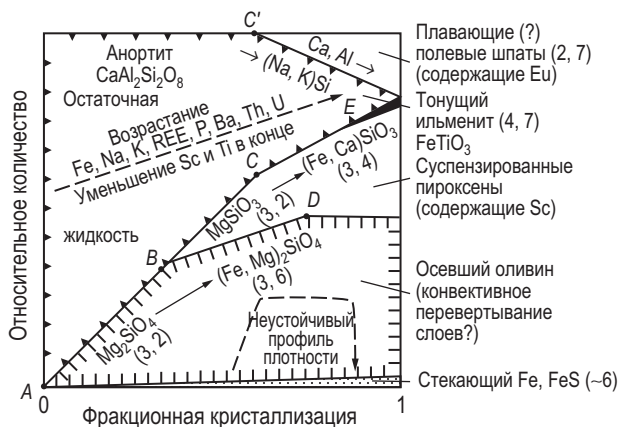 C′
Анортит
CaAl2Si2O8
Остаточная
Ca, Al →
→ (Na, K)Si
Возрастание
Fe, Na, K, REE, P, Ba, Th, U
Уменьшение Sc и Ti в конце
E
C
(Fe, Ca)SiO3
(3, 4)
MgSiO3
(3, 2)
жидкость
B
D
(Fe, Mg)2SiO4
(3, 6)
Mg2SiO4
(3, 2)
Неустойчивый
профиль
плотности
A
0
1
Фракционная кристаллизация
Относительное количество
Плавающие (?)
полевые шпаты (2, 7)
(содержащие Eu)
Тонущий
ильменит (4, 7)
FeTiO3
Суспензированные
пироксены
(содержащие Sc)
Осевший оливин
(конвективное
перевертывание
слоев?)
Стекающий Fe, FeS (~6)